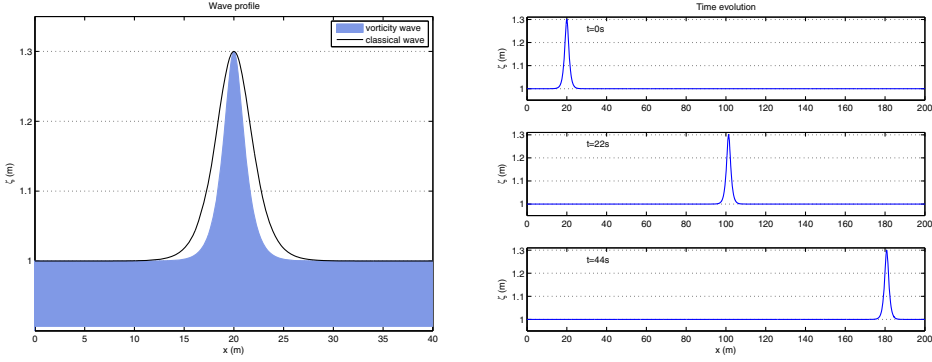 Wave profile
vorticity wave
classical wave
1.3
1.2
1.1
1
ζ (m)
0 5 10 15 20 25 30 35 40
x (m)
Time evolution
t=0s
1.3
1.2
1.1
1
ζ (m)
0 20 40 60 80 100 120 140 160 180 200
t=22s
1.3
1.2
1.1
1
ζ (m)
0 20 40 60 80 100 120 140 160 180 200
t=44s
1.3
1.2
1.1
1
ζ (m)
0 20 40 60 80 100 120 140 160 180 200
x (m)